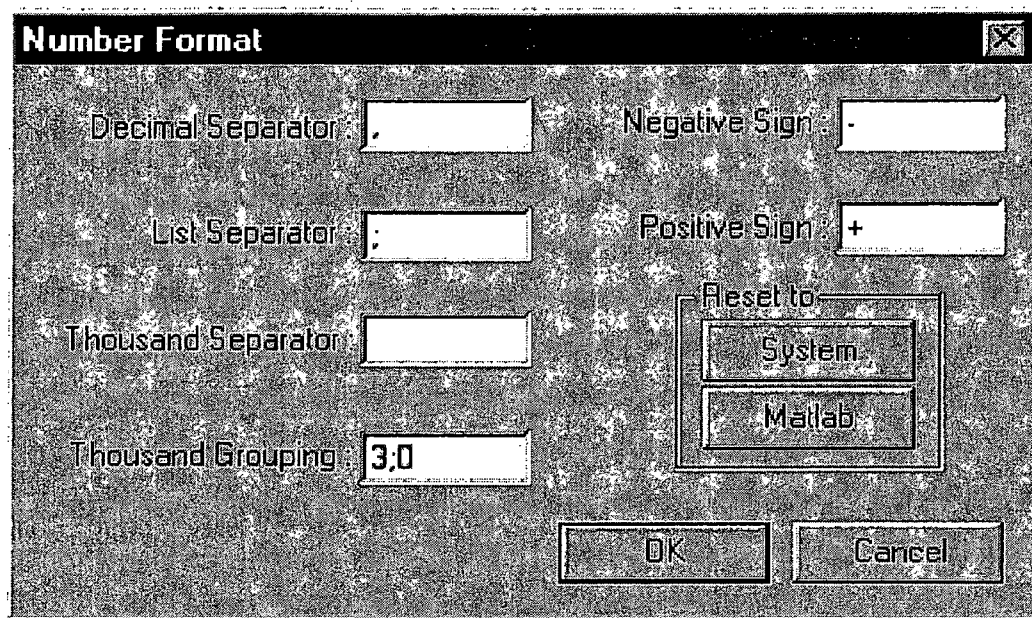 Number Format
Decimal Separator : ,
Negative Sign : -
List Separator : ;
Positive Sign : +
Thousand Separator :
Thousand Grouping : 3;0
Reset to
System
Matlab
OK
Cancel